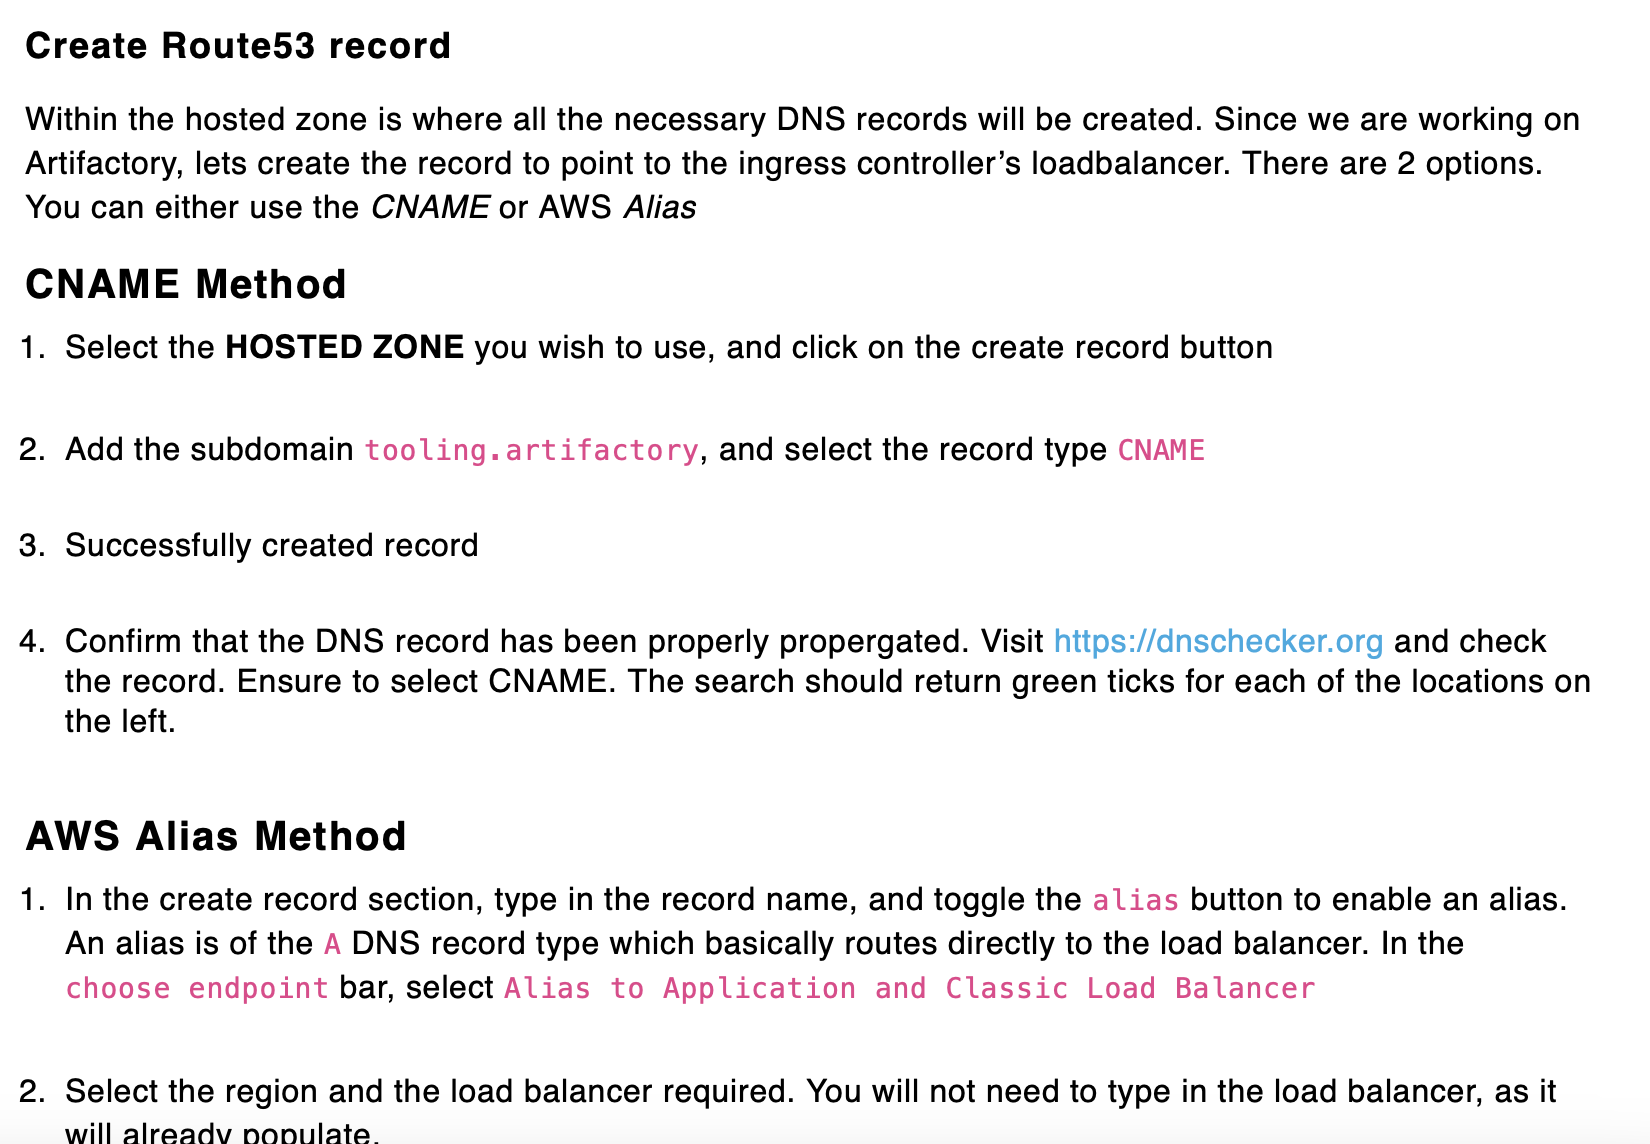 Create Route53 record
Within the hosted zone is where all the necessary DNS records will be created. Since we are working on
Artifactory, lets create the record to point to the ingress controller’s loadbalancer. There are 2 options.
You can either use the CNAME or AWS Alias
CNAME Method
1. Select the HOSTED ZONE you wish to use, and click on the create record button
2. Add the subdomain tooling.artifactory, and select the record type CNAME
3. Successfully created record
4. Confirm that the DNS record has been properly propergated. Visit https://dnschecker.org and check
the record. Ensure to select CNAME. The search should return green ticks for each of the locations on
the left.
AWS Alias Method
1. In the create record section, type in the record name, and toggle the alias button to enable an alias.
An alias is of the A DNS record type which basically routes directly to the load balancer. In the
choose endpoint bar, select Alias to Application and Classic Load Balancer
2. Select the region and the load balancer required. You will not need to type in the load balancer, as it
will already populate.